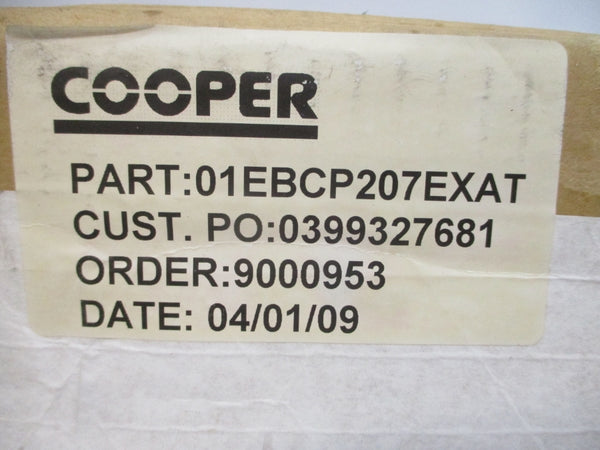 COOPER
PART:01EBCP207EXAT
CUST. PO:0399327681
ORDER:9000953
DATE: 04/01/09